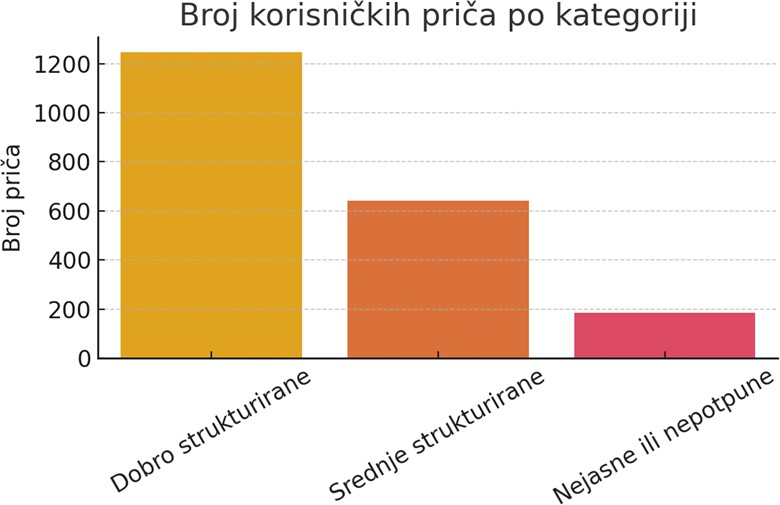 Broj korisničkih priča po kategoriji
Broj priča
1200
1000
800
600
400
200
0
Dobro strukturirane
Srednje strukturirane
Nejasne ili nepotpune